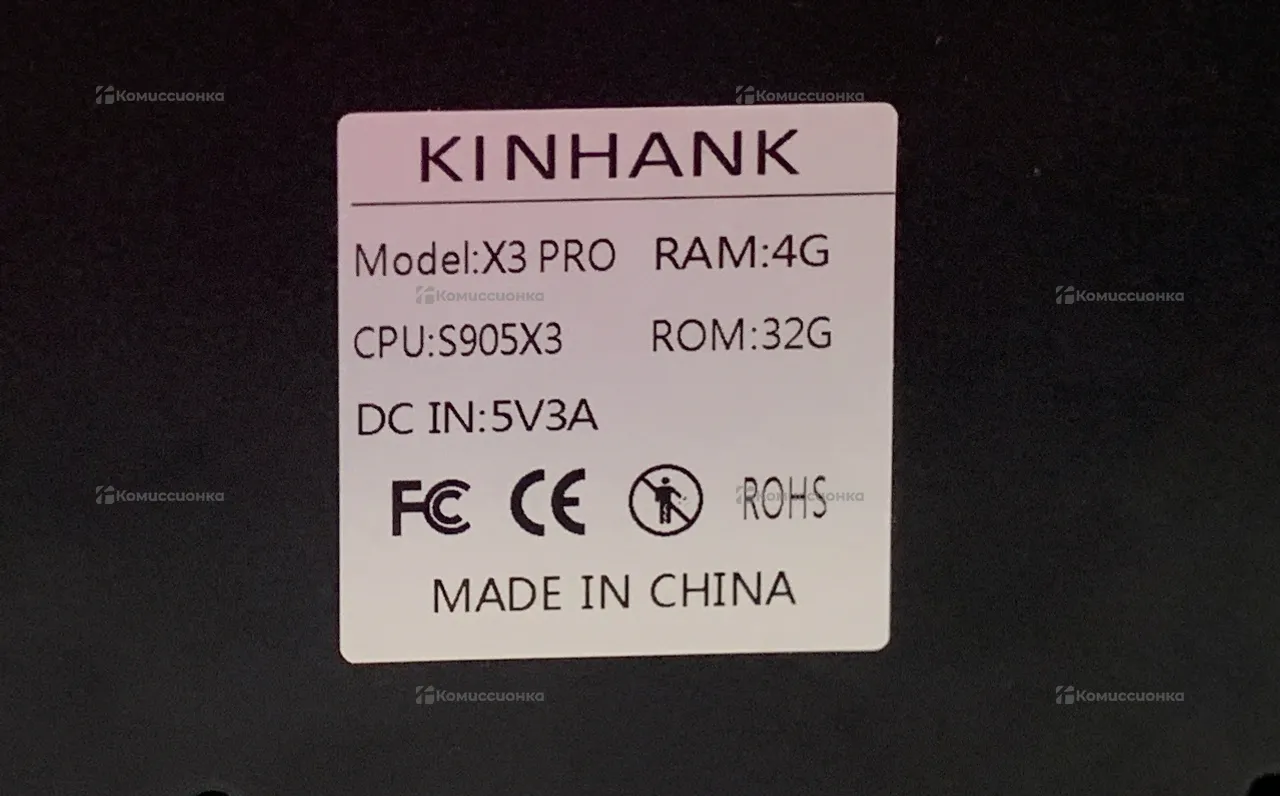 Комиссионка Комиссионка
KINHANK
Model:X3 PRO RAM:4G
Комиссионка Комиссионка
CPU:S905X3 ROM:32G
DC IN:5V3A
FC CE ROHS
Комиссионка Комиссионка
MADE IN CHINA
Комиссионка Комиссионка